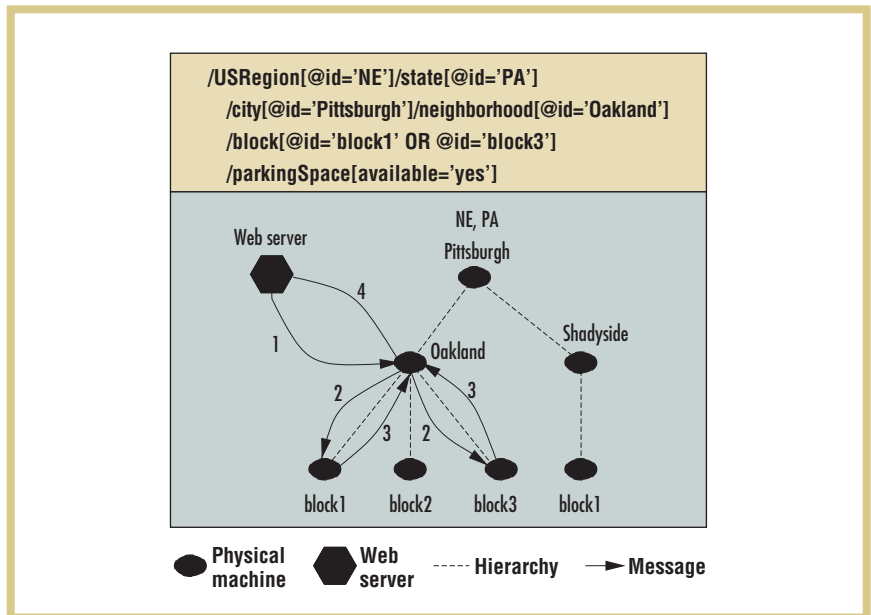 /USRegion[@id=’NE’]/state[@id=’PA’]
/city[@id=’Pittsburgh’]/neighborhood[@id=’Oakland’]
/block[@id=’block1’ OR @id=’block3’]
/parkingSpace[available=’yes’]
NE, PA
Web server
Pittsburgh
4
1
Shadyside
Oakland
2
3
3
2
block1
block2
block3
block1
Physical machine
Web server
Hierarchy
Message